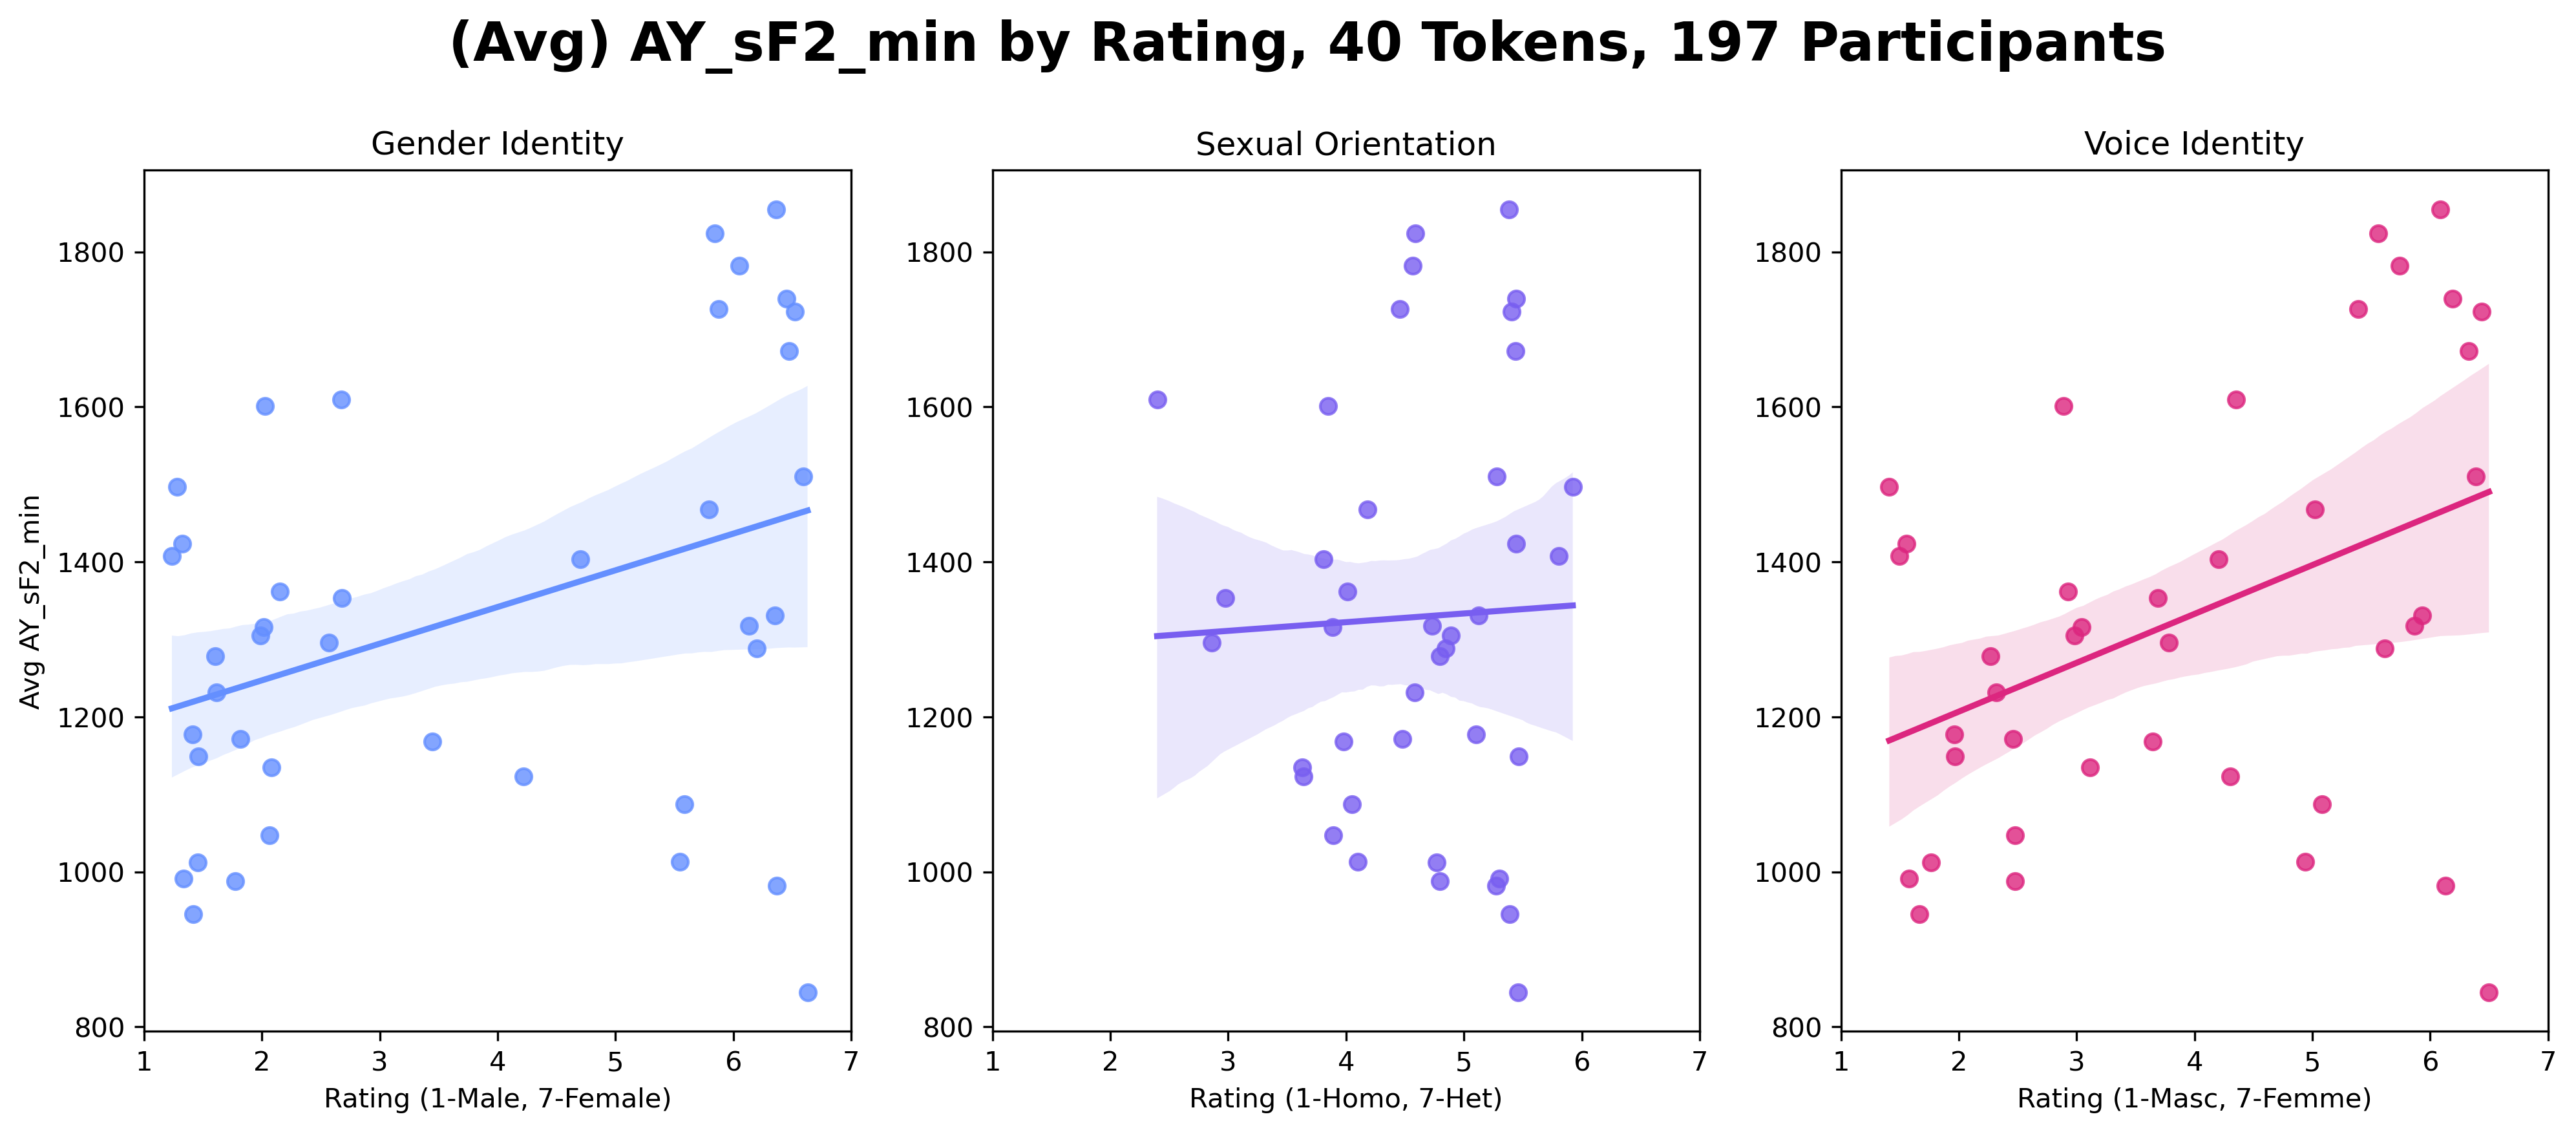 (Avg) AY_sF2_min by Rating, 40 Tokens, 197 Participants
Gender Identity
Sexual Orientation
Voice Identity
Avg AY_sF2_min
1800
1600
1400
1200
1000
800
1 2 3 4 5 6 7
Rating (1-Male, 7-Female)
1800
1600
1400
1200
1000
800
1 2 3 4 5 6 7
Rating (1-Homo, 7-Het)
1800
1600
1400
1200
1000
800
1 2 3 4 5 6 7
Rating (1-Masc, 7-Femme)